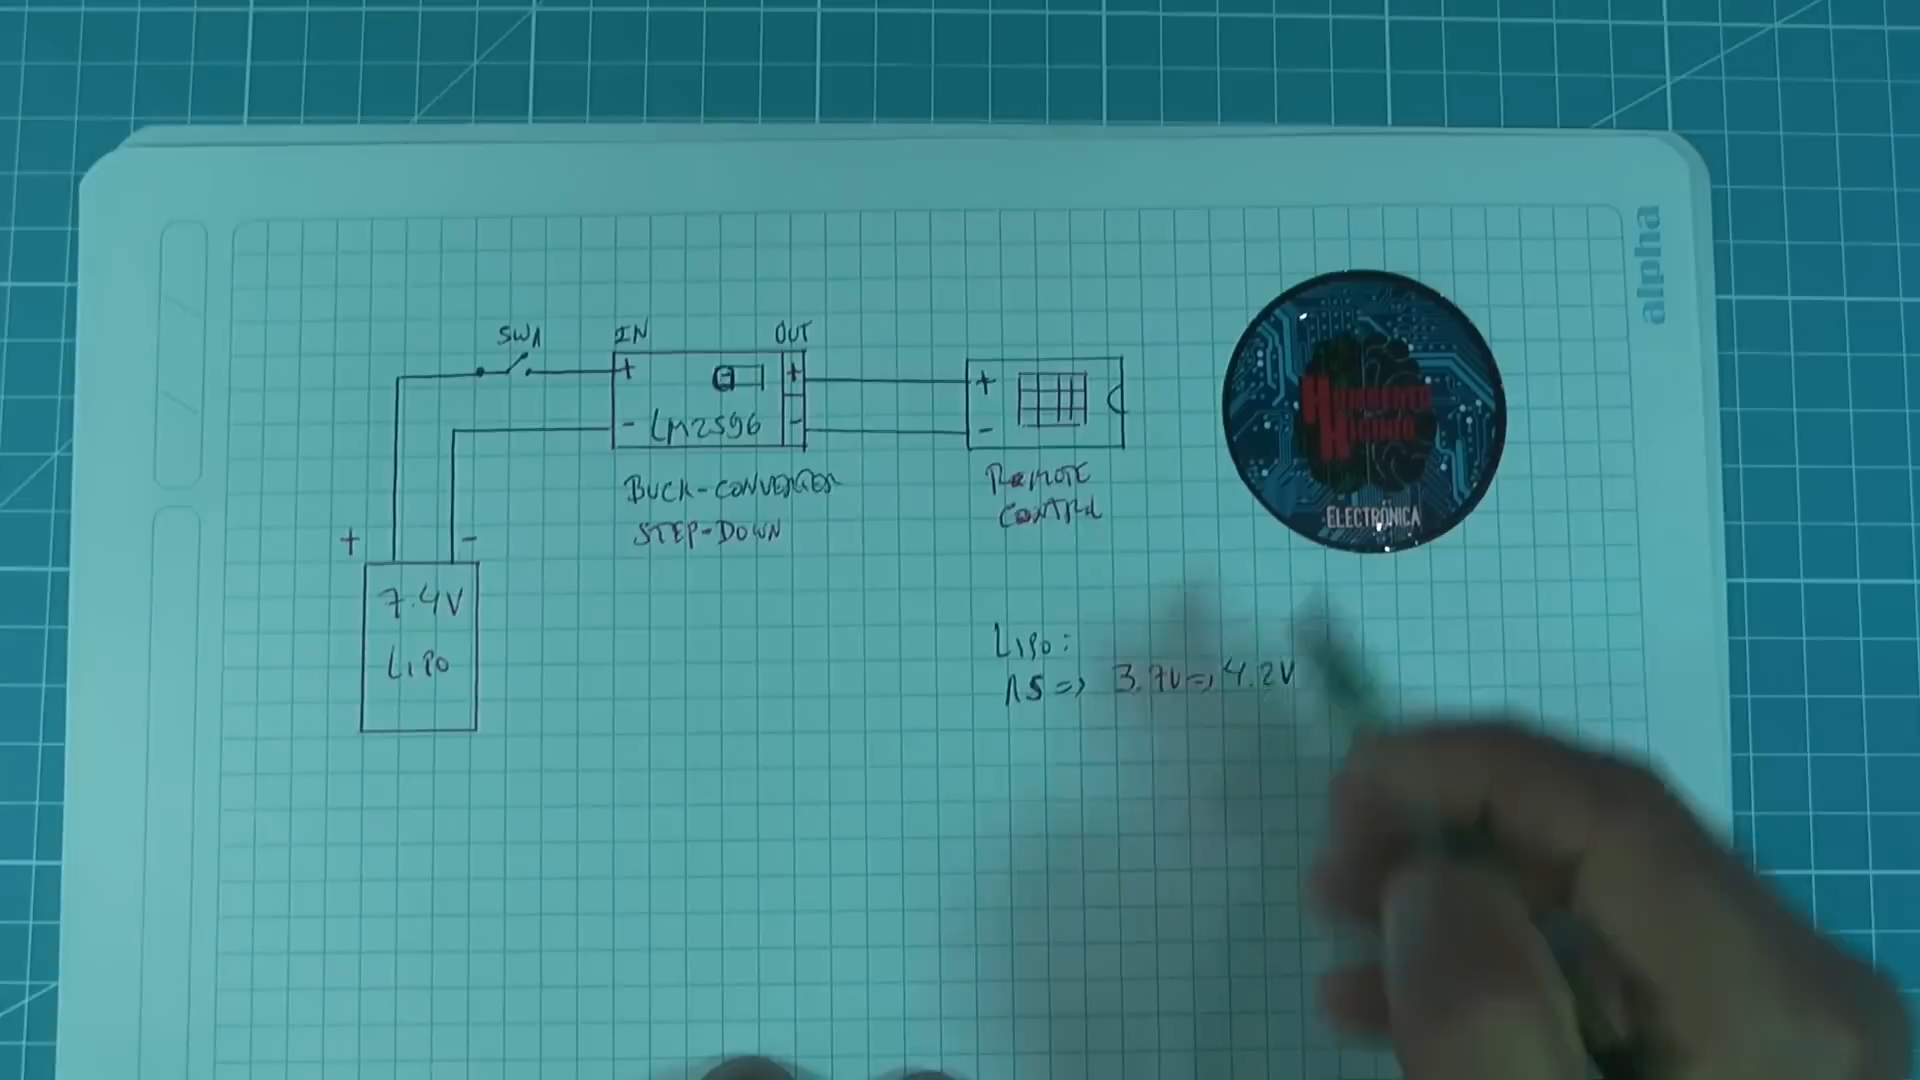 SW1
IN
OUT
+
+
+
-
LM2596
-
-
BUCK-CONVERTER
STEP-DOWN
REMOTE
CONTROL
+
-
7.4V
LIPO
LIPO:
1S => 3.7V => 4.2V
ELECTRÓNICA
alpha